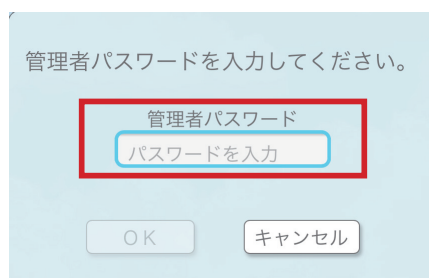 管理者パスワードを入力してください。
管理者パスワード
パスワードを入力
OK
キャンセル